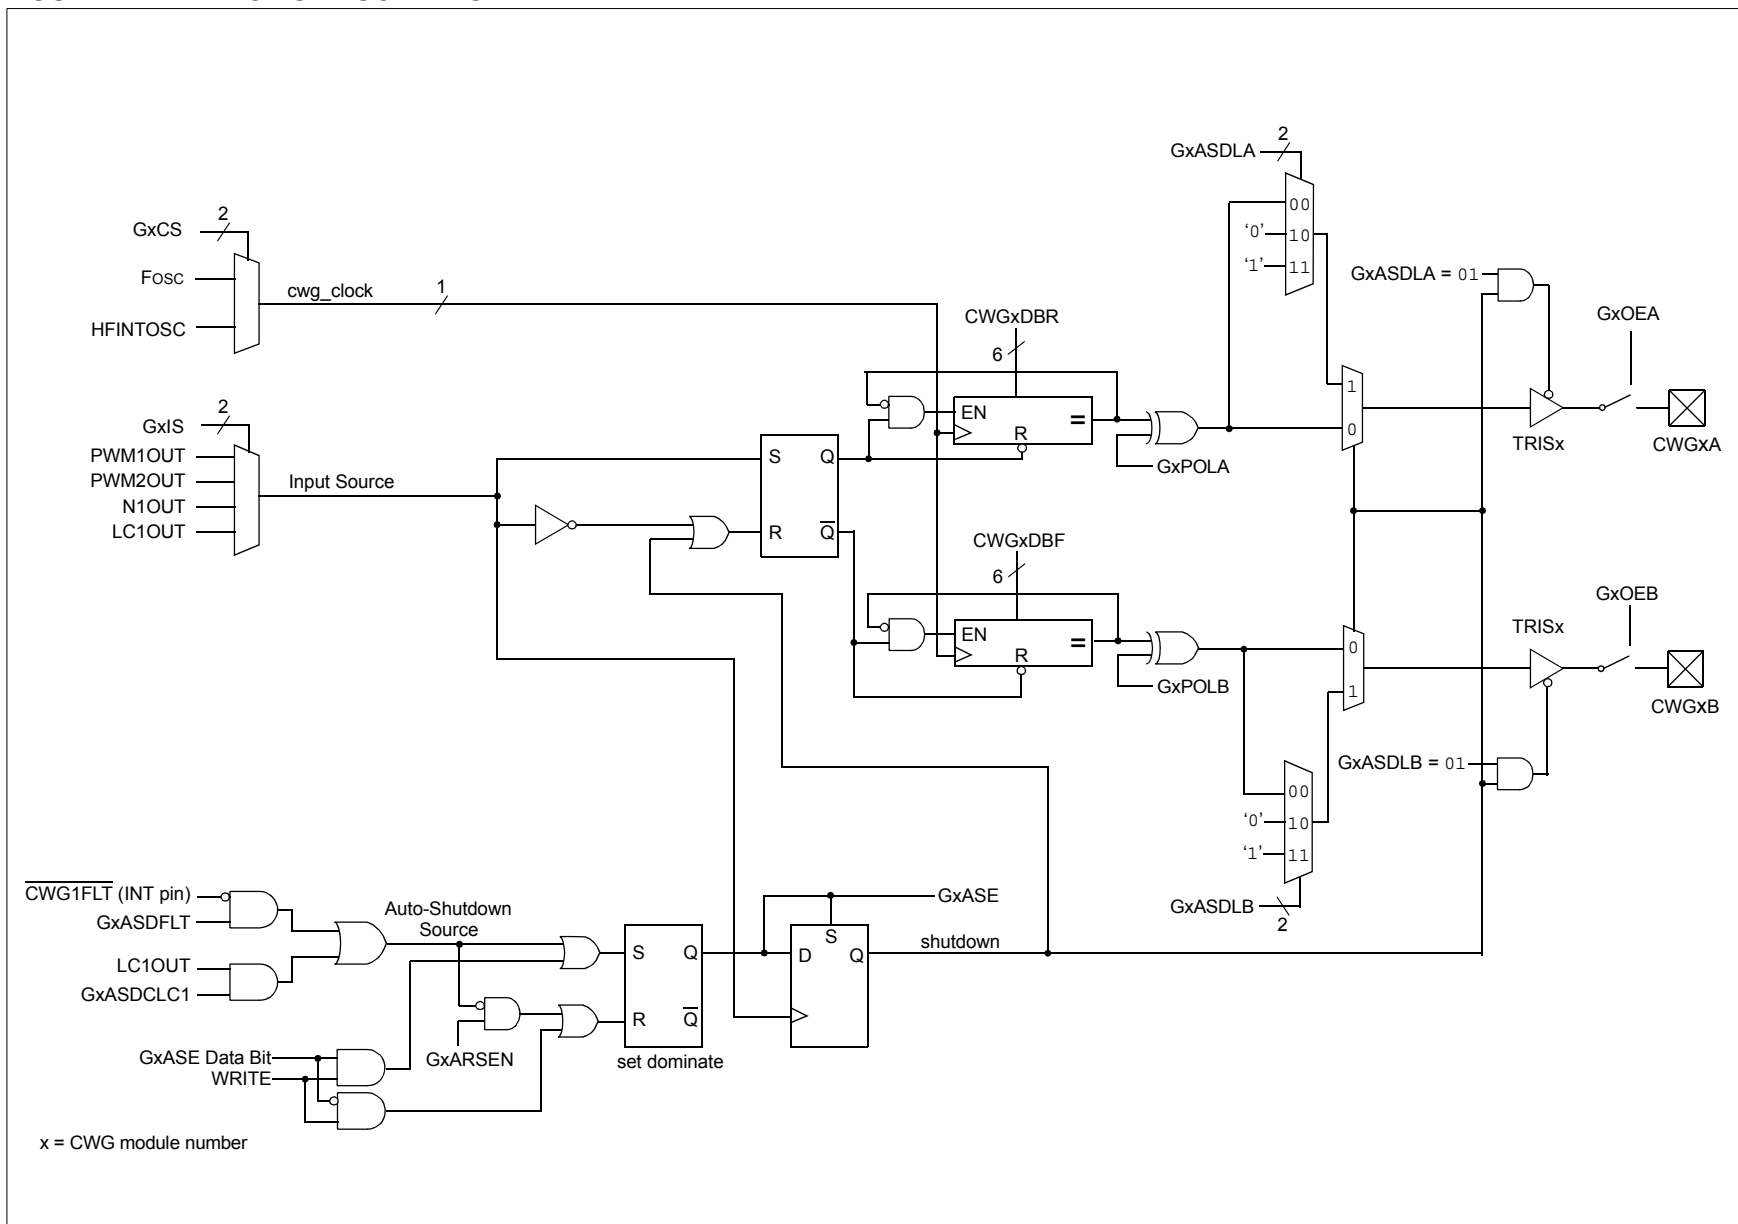 GxASDLA
2
00
'0'
10
'1'
11
GxCS
2
FOSC
HFINTOSC
cwg_clock
1
GxASDLA = 01
GxOEA
CWGxDBR
6
EN
=
R
GxPOLA
1
0
TRISx
CWGxA
GxIS
2
PWM1OUT
PWM2OUT
N1OUT
LC1OUT
Input Source
S
Q
R
Q
CWGxDBF
6
EN
=
R
GxPOLB
0
1
TRISx
GxOEB
CWGxB
GxASDLB = 01
00
'0'
10
'1'
11
GxASDLB
2
CWG1FLT (INT pin)
GxASDFLT
LC1OUT
GxASDCLC1
Auto-Shutdown
Source
GxASE
S
Q
R
Q
set dominate
S
D
Q
shutdown
GxARSEN
GxASE Data Bit
WRITE
x = CWG module number